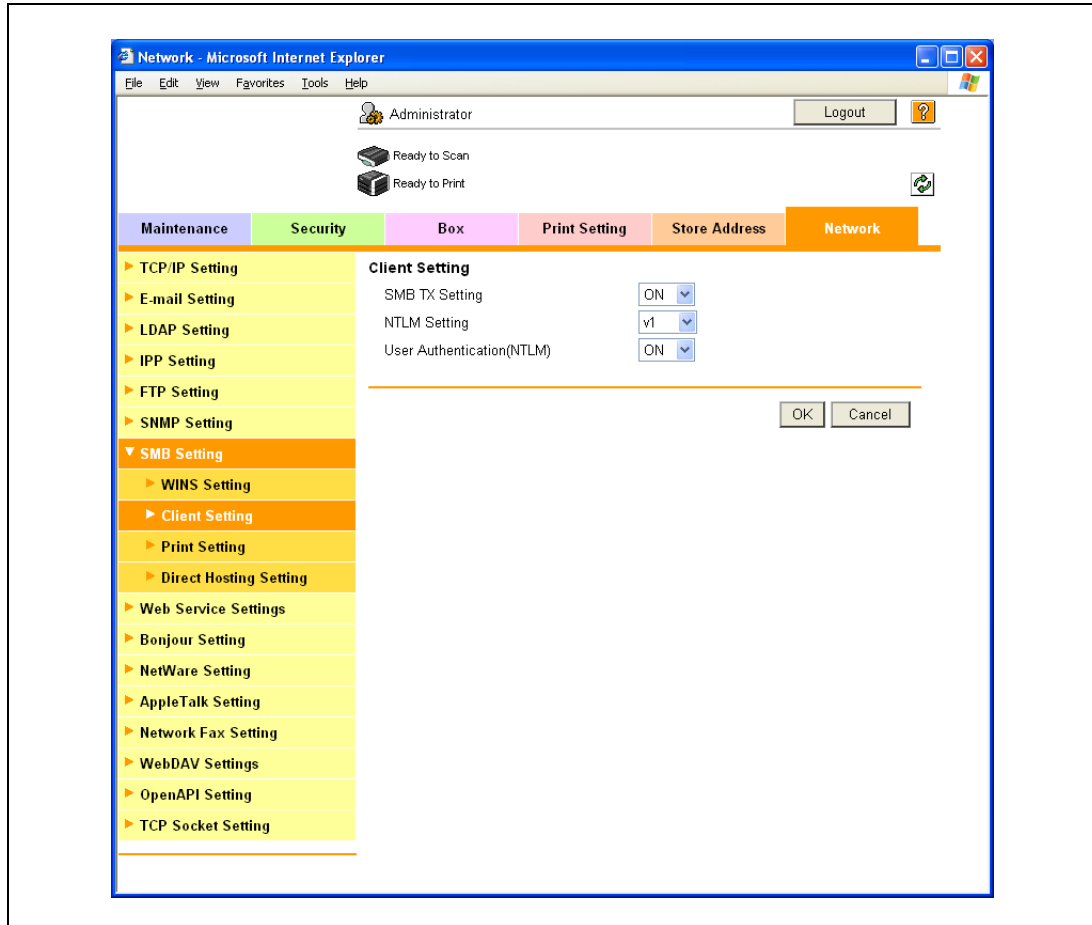 Network - Microsoft Internet Explorer
File Edit View Favorites Tools Help
Administrator
Logout
?
Ready to Scan
Ready to Print
Maintenance Security Box Print Setting Store Address Network
TCP/IP Setting
E-mail Setting
LDAP Setting
IPP Setting
FTP Setting
SNMP Setting
SMB Setting
WINS Setting
Client Setting
Print Setting
Direct Hosting Setting
Web Service Settings
Bonjour Setting
NetWare Setting
AppleTalk Setting
Network Fax Setting
WebDAV Settings
OpenAPI Setting
TCP Socket Setting
Client Setting
SMB TX Setting ON
NTLM Setting v1
User Authentication(NTLM) ON
OK Cancel